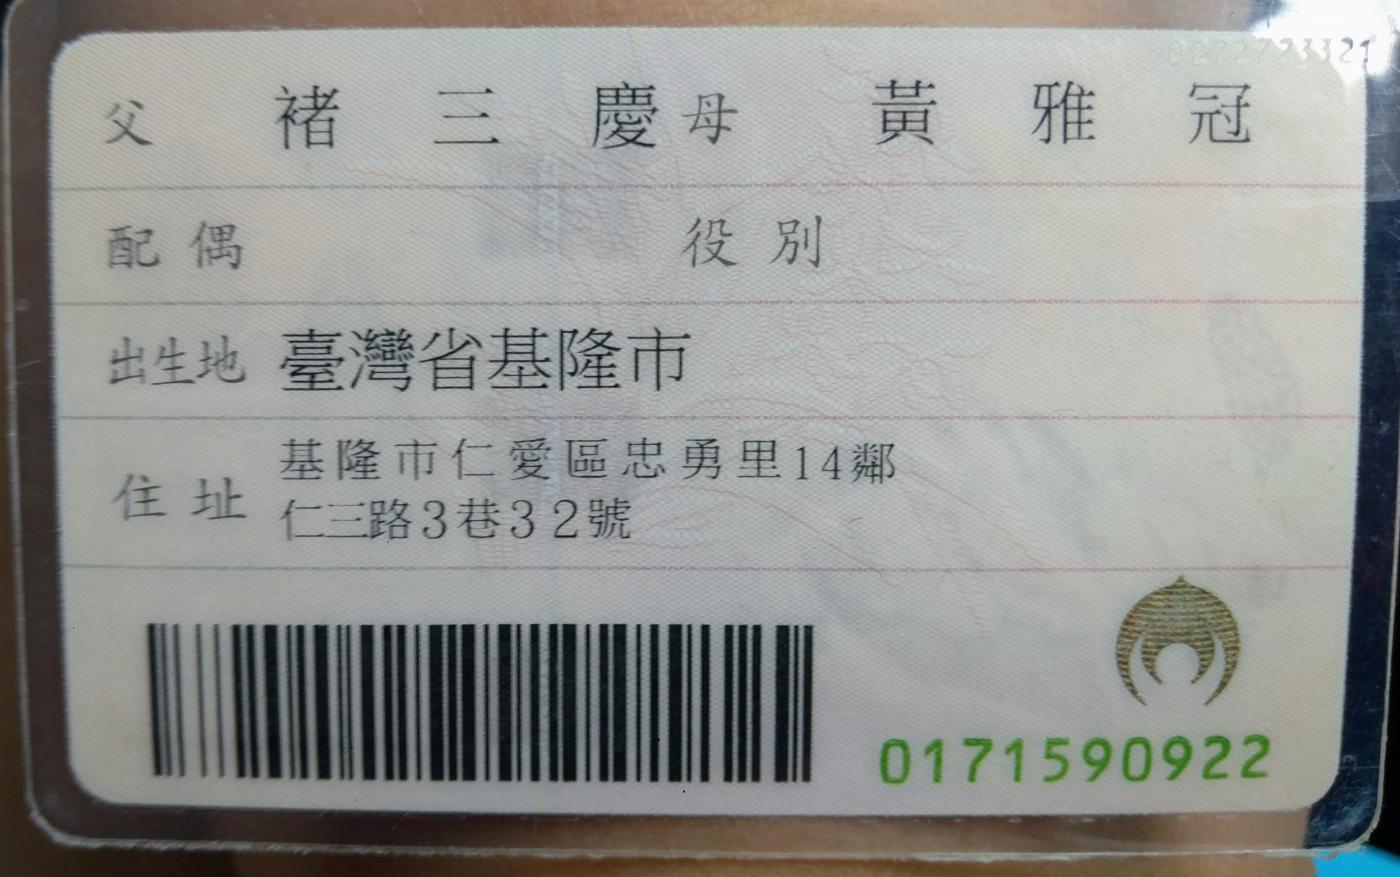 父 褚三慶 母 黃雅冠
配偶 役別
出生地 臺灣省基隆市
住址 基隆市仁愛區忠勇里14鄰
仁三路3巷32號
0171590922